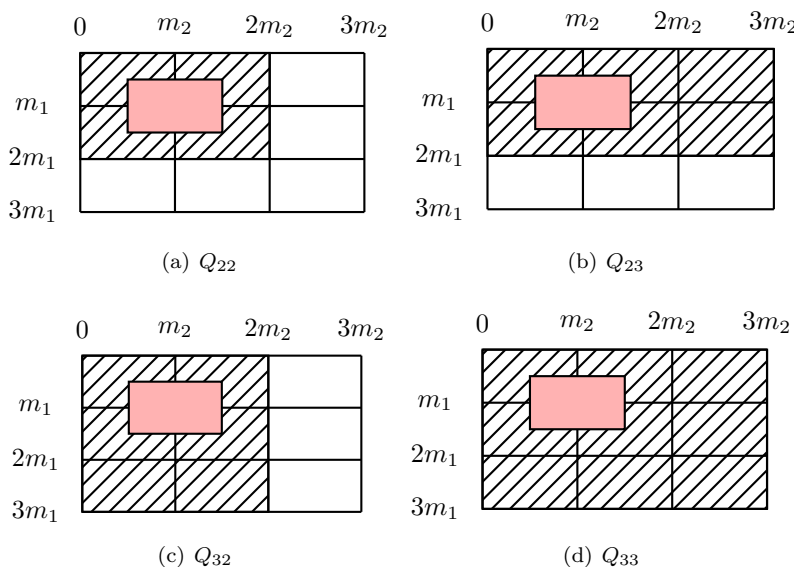 0 m₂ 2m₂ 3m₂
m₁
2m₁
3m₁
(a) Q₂₂
0 m₂ 2m₂ 3m₂
m₁
2m₁
3m₁
(b) Q₂₃
0 m₂ 2m₂ 3m₂
m₁
2m₁
3m₁
(c) Q₃₂
0 m₂ 2m₂ 3m₂
m₁
2m₁
3m₁
(d) Q₃₃